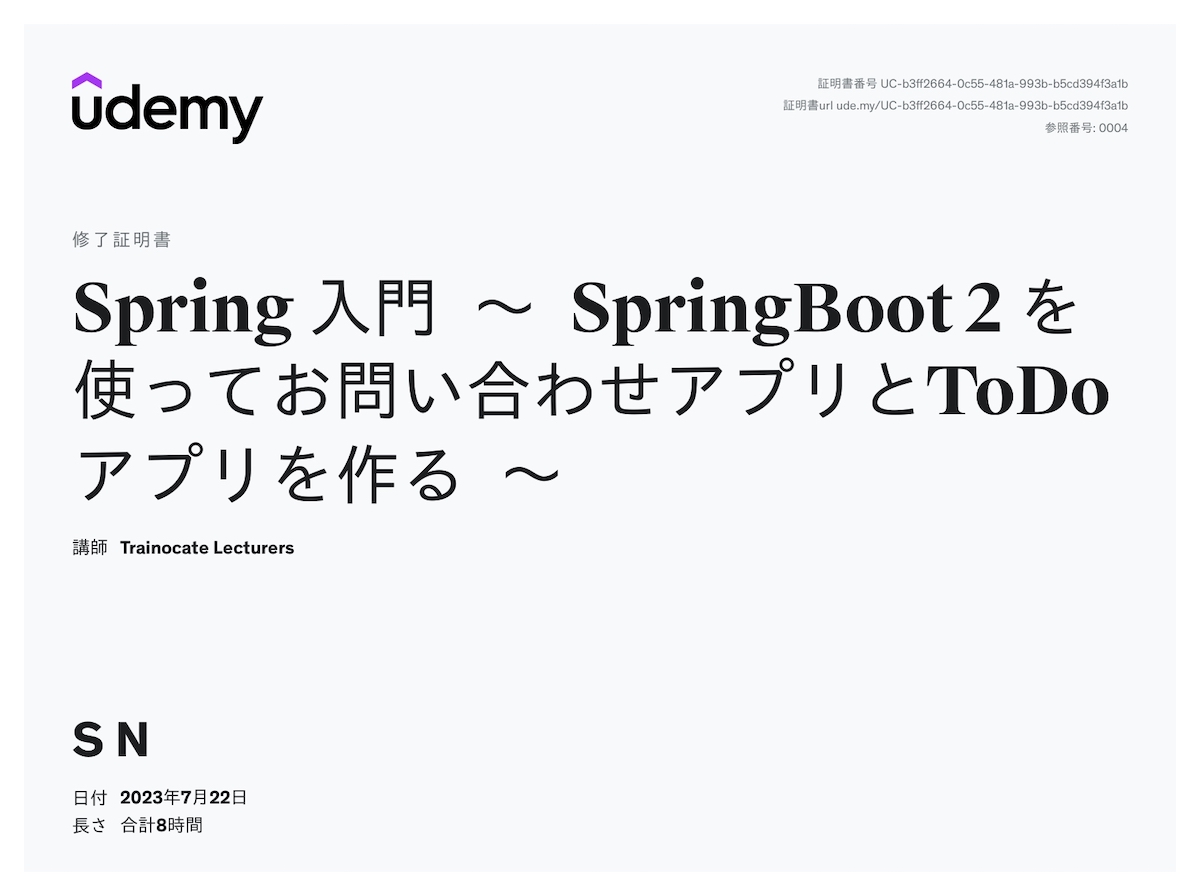 udemy
証明書番号 UC-b3ff2664-0c55-481a-993b-b5cd394f3a1b
証明書url ude.my/UC-b3ff2664-0c55-481a-993b-b5cd394f3a1b
参照番号: 0004
修了証明書
Spring 入門 ～ SpringBoot 2 を
使ってお問い合わせアプリとToDo
アプリを作る ～
講師 Trainocate Lecturers
S N
日付 2023年7月22日
長さ 合計8時間